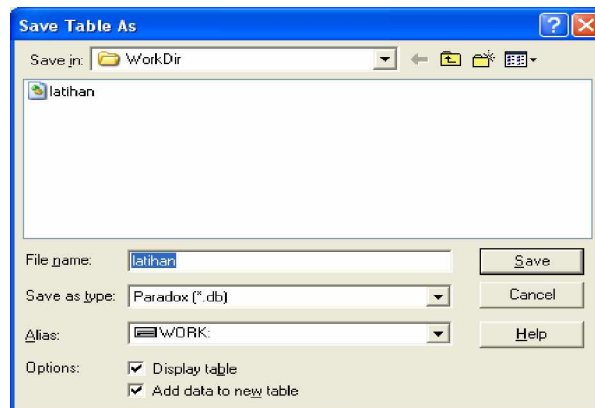 Save Table As
Save in: WorkDir
latihan
File name: latihan Save
Save as type: Paradox (*.db) Cancel
Alias: WORK: Help
Options: Display table
Add data to new table